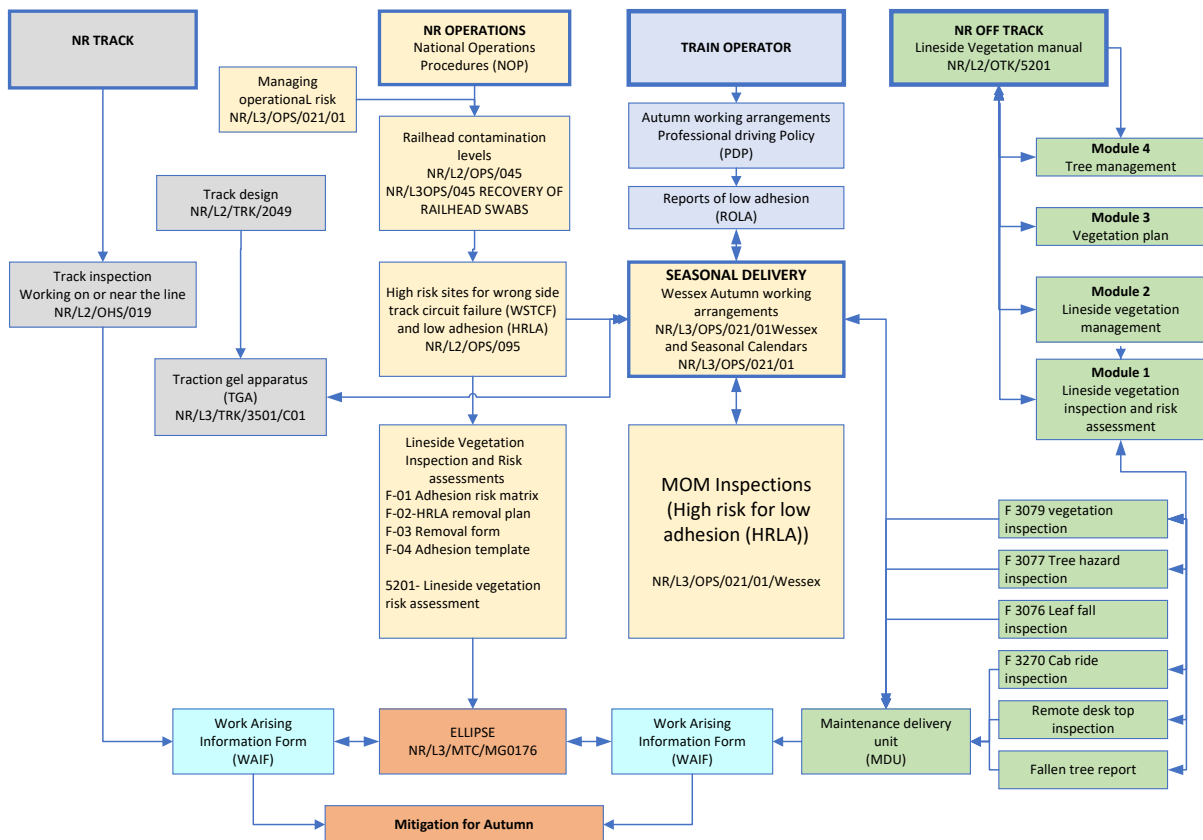 NR TRACK
NR OPERATIONS
National Operations
Procedures (NOP)
TRAIN OPERATOR
NR OFF TRACK
Lineside Vegetation manual
NR/L2/OTK/5201
Managing
operationaL risk
NR/L3/OPS/021/01
Railhead contamination
levels
NR/L2/OPS/045
NR/L3OPS/045 RECOVERY OF
RAILHEAD SWABS
Autumn working arrangements
Professional driving Policy
(PDP)
Module 4
Tree management
Track design
NR/L2/TRK/2049
Reports of low adhesion
(ROLA)
Module 3
Vegetation plan
Track inspection
Working on or near the line
NR/L2/OHS/019
High risk sites for wrong side
track circuit failure (WSTCF)
and low adhesion (HRLA)
NR/L2/OPS/095
SEASONAL DELIVERY
Wessex Autumn working
arrangements
NR/L3/OPS/021/01Wessex
and Seasonal Calendars
NR/L3/OPS/021/01
Module 2
Lineside vegetation
management
Traction gel apparatus
(TGA)
NR/L3/TRK/3501/C01
Module 1
Lineside vegetation
inspection and risk
assessment
Lineside Vegetation
Inspection and Risk
assessments
F-01 Adhesion risk matrix
F-02-HRLA removal plan
F-03 Removal form
F-04 Adhesion template
5201- Lineside vegetation
risk assessment
MOM Inspections
(High risk for low
adhesion (HRLA))
NR/L3/OPS/021/01/Wessex
F 3079 vegetation
inspection
F 3077 Tree hazard
inspection
F 3076 Leaf fall
inspection
F 3270 Cab ride
inspection
Remote desk top
inspection
Fallen tree report
Work Arising
Information Form
(WAIF)
ELLIPSE
NR/L3/MTC/MG0176
Work Arising
Information Form
(WAIF)
Maintenance delivery
unit
(MDU)
Mitigation for Autumn